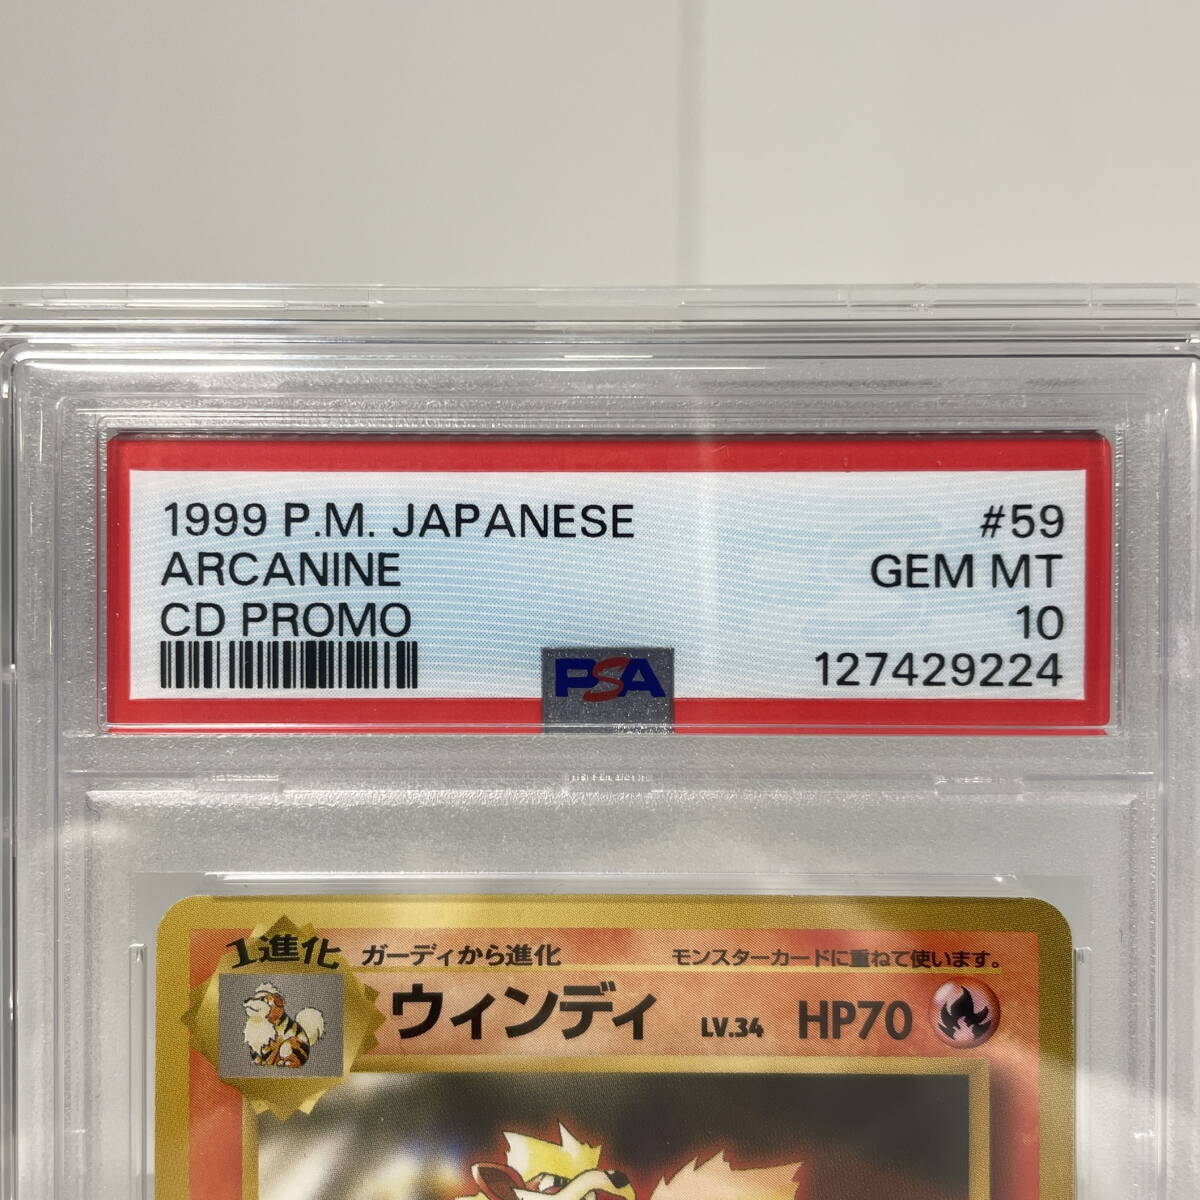 1999 P.M. JAPANESE #59
ARCANINE GEM MT
CD PROMO 10
PSA 127429224
1進化 ガーディから進化 モンスターカードに重ねて使います。
ウィンディ LV.34 HP70